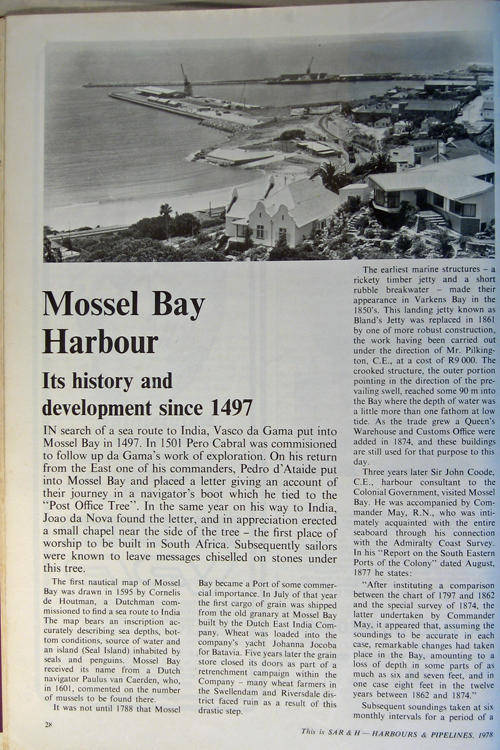 Mossel Bay
Harbour
Its history and
development since 1497
IN search of a sea route to India, Vasco da Gama put into
Mossel Bay in 1497. In 1501 Pero Cabral was commisioned
to follow up da Gama's work of exploration. On his return
from the East one of his commanders, Pedro d'Ataide put
into Mossel Bay and placed a letter giving an account of
their journey in a navigator's boot which he tied to the
"Post Office Tree". In the same year on his way to India,
Joao da Nova found the letter, and in appreciation erected
a small chapel near the side of the tree – the first place of
worship to be built in South Africa. Subsequently sailors
were known to leave messages chiselled on stones under
this tree.
The first nautical map of Mossel
Bay was drawn in 1595 by Cornelis
de Houtman, a Dutchman com-
missioned to find a sea route to India
The map bears an inscription ac-
curately describing sea depths, bot-
tom conditions, source of water and
an island (Seal Island) inhabited by
seals and penguins. Mossel Bay
received its name from a Dutch
navigator Paulus van Caerden, who,
in 1601, commented on the number
of mussels to be found there.
It was not until 1788 that Mossel
Bay became a Port of some commer-
cial importance. In July of that year
the first cargo of grain was shipped
from the old granary at Mossel Bay
built by the Dutch East India Com-
pany. Wheat was loaded into the
company's yacht Johanna Jocoba
for Batavia. Five years later the grain
store closed its doors as part of a
retrenchment campaign within the
Company – many wheat farmers in
the Swellendam and Riversdale dis-
trict faced ruin as a result of this
drastic step.
The earliest marine structures – a
rickety timber jetty and a short
rubble breakwater – made their
appearance in Varkens Bay in the
1850's. This landing jetty known as
Bland's Jetty was replaced in 1861
by one of more robust construction,
the work having been carried out
under the direction of Mr. Pilking-
ton, C.E., at a cost of R9 000. The
crooked structure, the outer portion
pointing in the direction of the pre-
vailing swell, reached some 90 m into
the Bay where the depth of water was
a little more than one fathom at low
tide. As the trade grew a Queen's
Warehouse and Customs Office were
added in 1874, and these buildings
are still used for that purpose to this
day.
Three years later Sir John Coode,
C.E., harbour consultant to the
Colonial Government, visited Mossel
Bay. He was accompanied by Com-
mander May, R.N., who was inti-
mately acquainted with the entire
seaboard through his connection
with the Admiralty Coast Survey.
In his "Report on the South Eastern
Ports of the Colony" dated August,
1877 he states:
"After instituting a comparison
between the chart of 1797 and 1862
and the special survey of 1874, the
latter undertaken by Commander
May, it appeared that, assuming the
soundings to be accurate in each
case, remarkable changes had taken
place in the Bay, amounting to a
loss of depth in some parts of as
much as six and seven feet, and in
one case eight feet in the twelve
years between 1862 and 1874."
Subsequent soundings taken at six
monthly intervals for a period of a
28
This is SAR & H — HARBOURS & PIPELINES, 1978